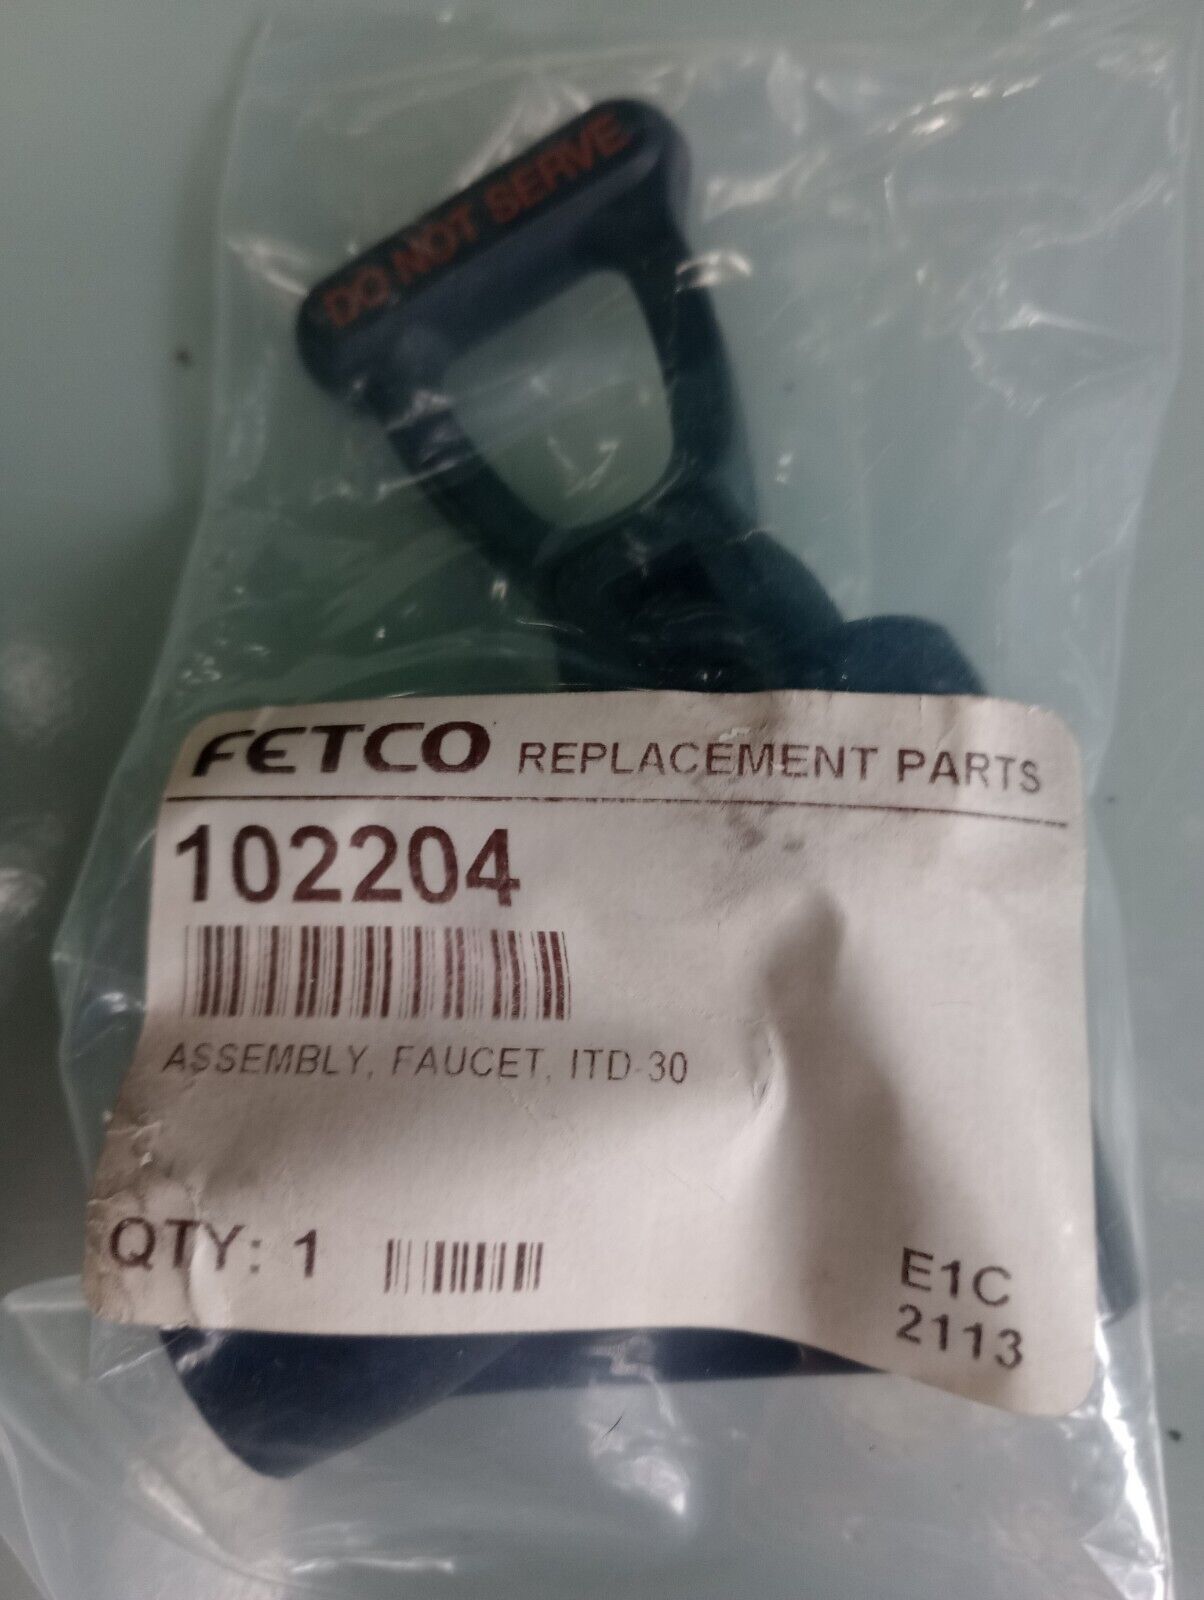 DO NOT SERVE
FETCO REPLACEMENT PARTS
102204
ASSEMBLY, FAUCET, ITD-30
QTY: 1
E1C
2113